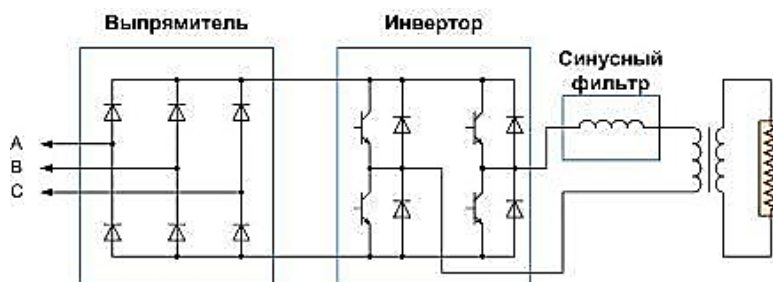 Выпрямитель
Инвертор
Синусный
фильтр
A
B
C